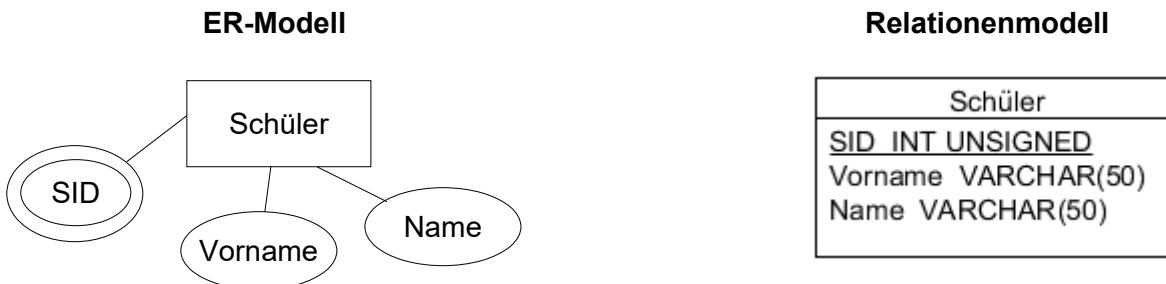 ER-Modell
Relationenmodell
Schüler
SID
Vorname
Name
Schüler
SID INT UNSIGNED
Vorname VARCHAR(50)
Name VARCHAR(50)